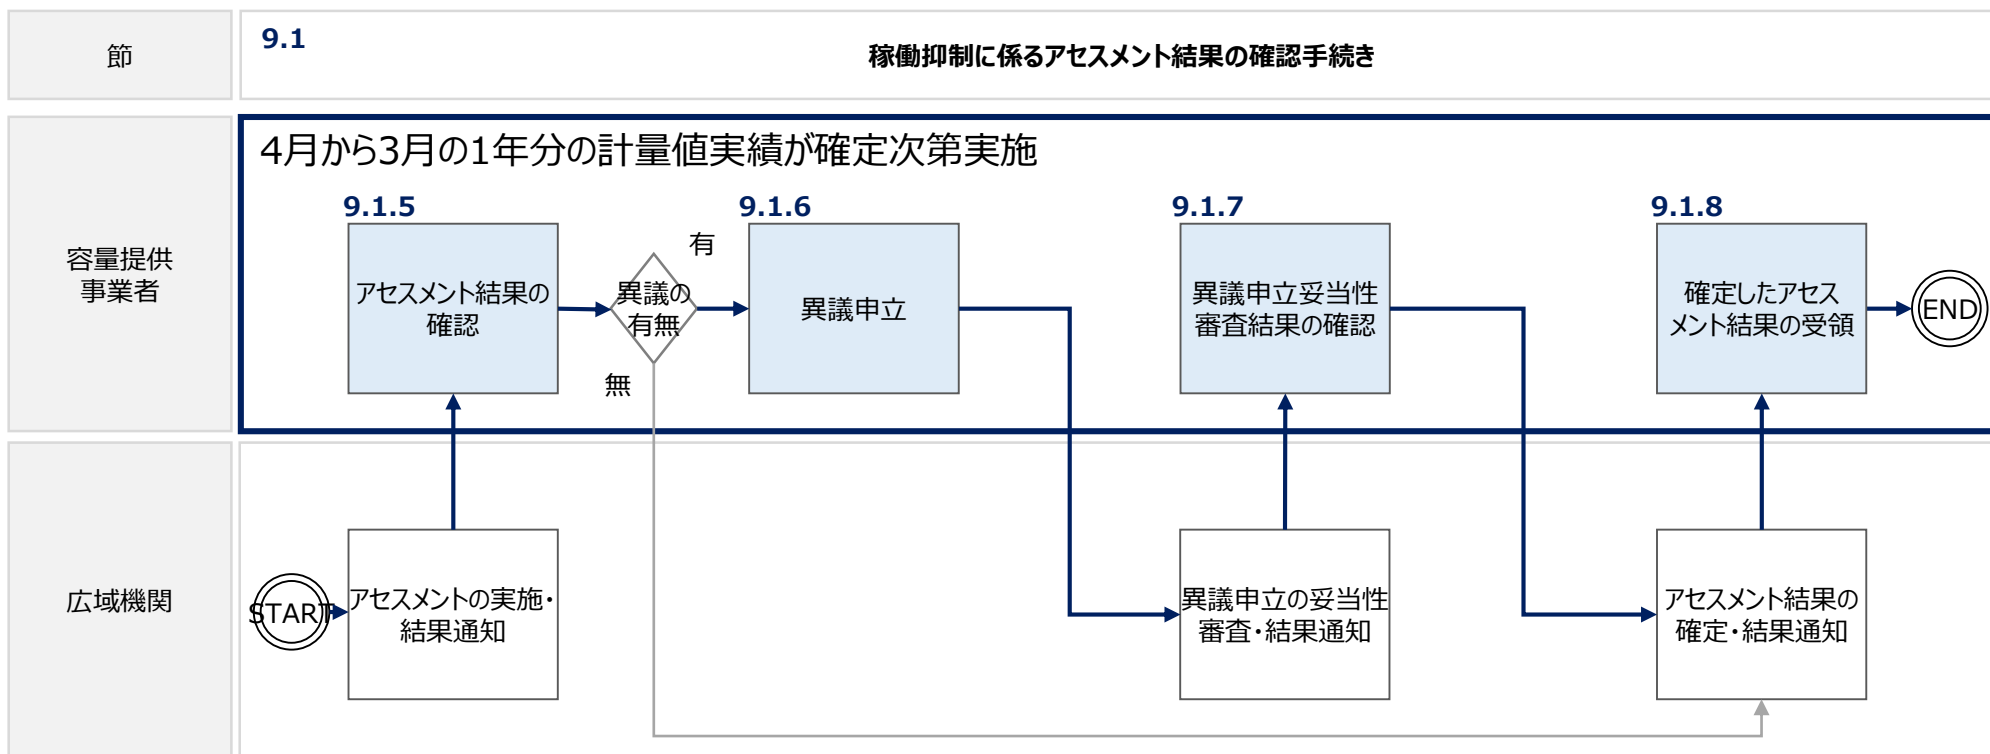 節
9.1
稼働抑制に係るアセスメント結果の確認手続き
容量提供
事業者
4月から3月の1年分の計量値実績が確定次第実施
9.1.5
アセスメント結果の
確認
異議の
有無
有
無
9.1.6
異議申立
9.1.7
異議申立妥当性
審査結果の確認
9.1.8
確定したアセス
メント結果の受領
END
広域機関
START
アセスメントの実施・
結果通知
異議申立の妥当性
審査・結果通知
アセスメント結果の
確定・結果通知